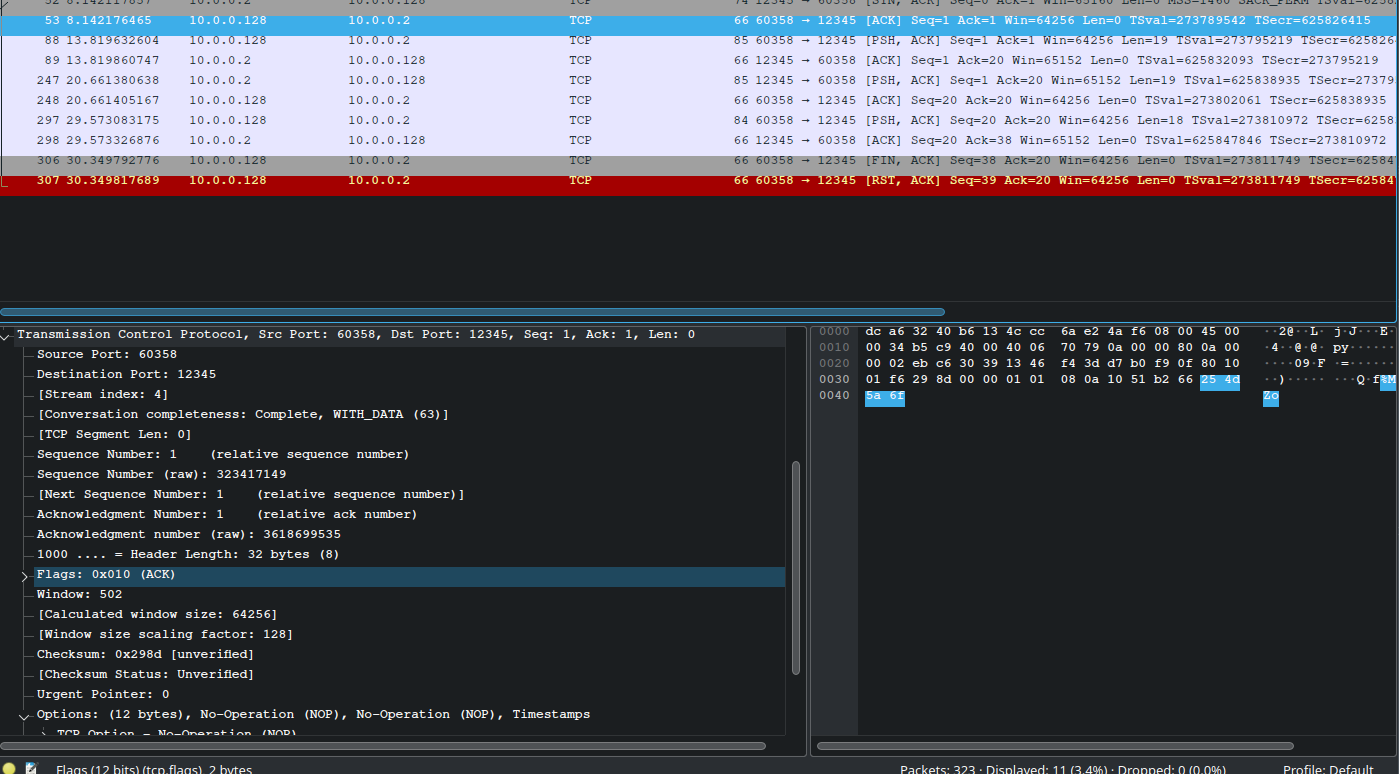 52 8.142117857 10.0.0.2 10.0.0.128 TCP 74 12345 → 60358 [SYN, ACK] Seq=0 Ack=1 Win=65160 Len=0 MSS=1460 SACK_PERM TSval=6258
53 8.142176465 10.0.0.128 10.0.0.2 TCP 66 60358 → 12345 [ACK] Seq=1 Ack=1 Win=64256 Len=0 TSval=273789542 TSecr=625826415
88 13.819632604 10.0.0.128 10.0.0.2 TCP 85 60358 → 12345 [PSH, ACK] Seq=1 Ack=1 Win=64256 Len=19 TSval=273795219 TSecr=625826
89 13.819860747 10.0.0.2 10.0.0.128 TCP 66 12345 → 60358 [ACK] Seq=1 Ack=20 Win=65152 Len=0 TSval=625832093 TSecr=273795219
247 20.661380638 10.0.0.2 10.0.0.128 TCP 85 12345 → 60358 [PSH, ACK] Seq=1 Ack=20 Win=65152 Len=19 TSval=625838935 TSecr=27379
248 20.661405167 10.0.0.128 10.0.0.2 TCP 66 60358 → 12345 [ACK] Seq=20 Ack=20 Win=64256 Len=0 TSval=273802061 TSecr=625838935
297 29.573083175 10.0.0.128 10.0.0.2 TCP 84 60358 → 12345 [PSH, ACK] Seq=20 Ack=20 Win=64256 Len=18 TSval=273810972 TSecr=6258
298 29.573326876 10.0.0.2 10.0.0.128 TCP 66 12345 → 60358 [ACK] Seq=20 Ack=38 Win=65152 Len=0 TSval=625847846 TSecr=273810972
306 30.349792776 10.0.0.128 10.0.0.2 TCP 66 60358 → 12345 [FIN, ACK] Seq=38 Ack=20 Win=64256 Len=0 TSval=273811749 TSecr=62584
307 30.349817689 10.0.0.128 10.0.0.2 TCP 66 60358 → 12345 [RST, ACK] Seq=39 Ack=20 Win=64256 Len=0 TSval=273811749 TSecr=62584
Transmission Control Protocol, Src Port: 60358, Dst Port: 12345, Seq: 1, Ack: 1, Len: 0
Source Port: 60358
Destination Port: 12345
[Stream index: 4]
[Conversation completeness: Complete, WITH_DATA (63)]
[TCP Segment Len: 0]
Sequence Number: 1 (relative sequence number)
Sequence Number (raw): 323417149
[Next Sequence Number: 1 (relative sequence number)]
Acknowledgment Number: 1 (relative ack number)
Acknowledgment number (raw): 3618699535
1000 .... = Header Length: 32 bytes (8)
Flags: 0x010 (ACK)
Window: 502
[Calculated window size: 64256]
[Window size scaling factor: 128]
Checksum: 0x298d [unverified]
[Checksum Status: Unverified]
Urgent Pointer: 0
Options: (12 bytes), No-Operation (NOP), No-Operation (NOP), Timestamps
TCP Option - No-Operation (NOP)
0000 dc a6 32 40 b6 13 4c cc 6a e2 4a f6 08 00 45 00 ··2@··L· j·J···E·
0010 00 34 b5 c9 40 00 40 06 70 79 0a 00 00 80 0a 00 ·4··@·@· py······
0020 00 02 eb c6 30 39 13 46 f4 3d d7 b0 f9 0f 80 10 ····09·F ·=······
0030 01 f6 29 8d 00 00 01 01 08 0a 10 51 b2 66 25 4d ··)····· ···Q·f%M
0040 5a 6f Zo
Flags (12 bits) (tcp.flags), 2 bytes
Packets: 323 · Displayed: 11 (3.4%) · Dropped: 0 (0.0%)
Profile: Default